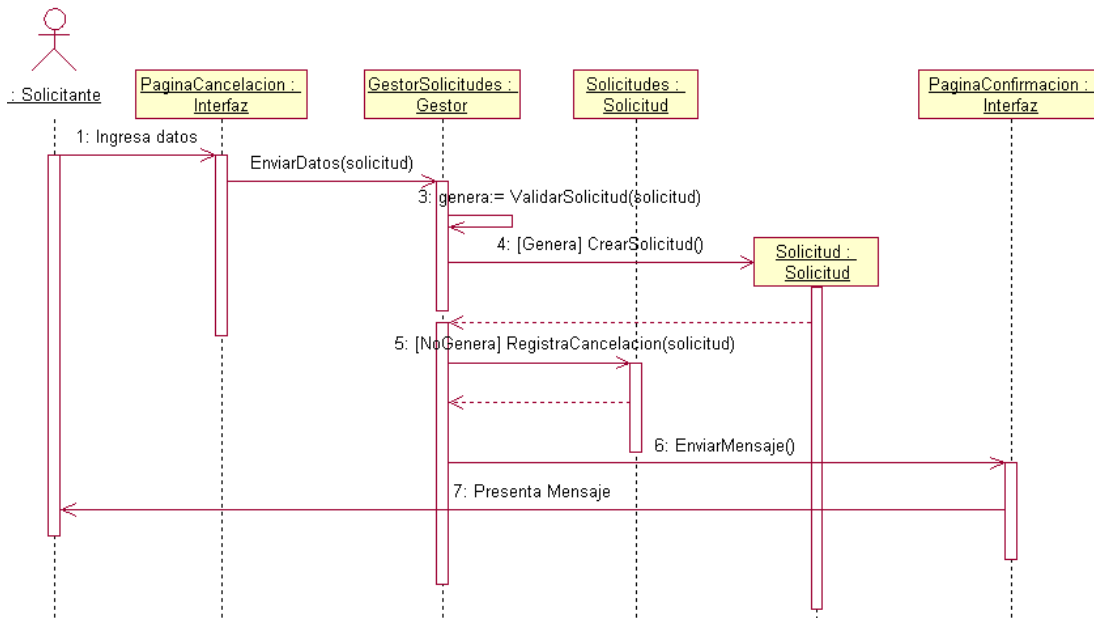 : Solicitante
PaginaCancelacion :
Interfaz
GestorSolicitudes :
Gestor
Solicitudes :
Solicitud
PaginaConfirmacion :
Interfaz
1: Ingresa datos
EnviarDatos(solicitud)
3: genera:= ValidarSolicitud(solicitud)
4: [Genera] CrearSolicitud()
Solicitud :
Solicitud
5: [NoGenera] RegistraCancelacion(solicitud)
6: EnviarMensaje()
7: Presenta Mensaje